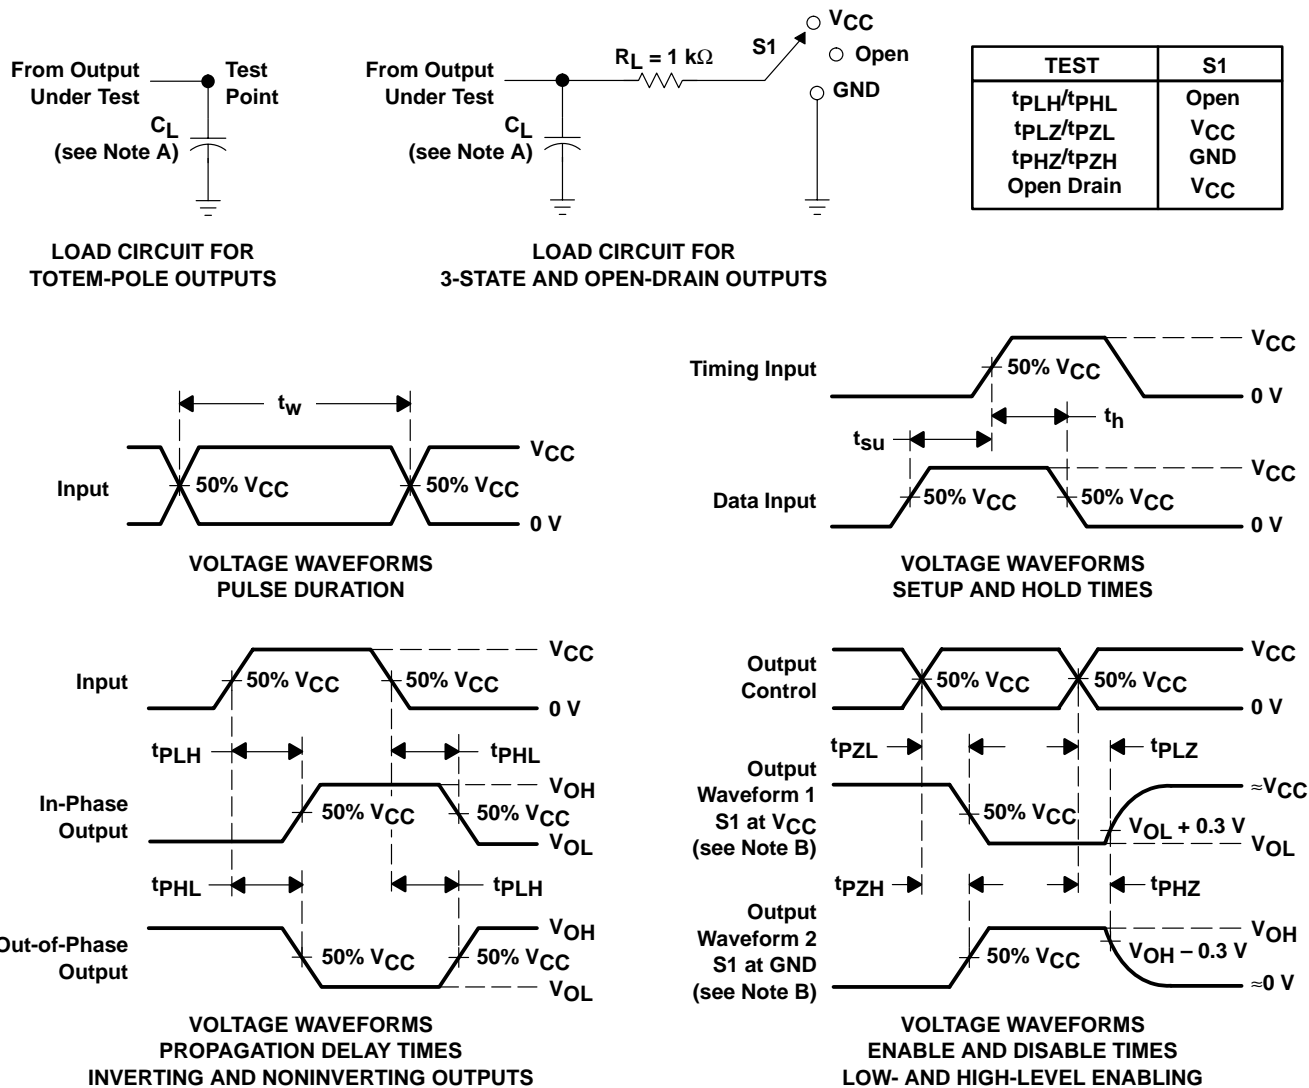 From Output
Under Test
Test
Point
CL
(see Note A)
LOAD CIRCUIT FOR
TOTEM-POLE OUTPUTS
From Output
Under Test
RL = 1 kΩ
S1
VCC
Open
GND
CL
(see Note A)
LOAD CIRCUIT FOR
3-STATE AND OPEN-DRAIN OUTPUTS
TEST S1
tPLH/tPHL Open
tPLZ/tPZL VCC
tPHZ/tPZH GND
Open Drain VCC
tw
Input
50% VCC
50% VCC
VCC
0 V
VOLTAGE WAVEFORMS
PULSE DURATION
Timing Input
50% VCC
VCC
0 V
tsu
th
Data Input
50% VCC
50% VCC
VCC
0 V
VOLTAGE WAVEFORMS
SETUP AND HOLD TIMES
Input
50% VCC
50% VCC
VCC
0 V
tPLH
tPHL
In-Phase
Output
50% VCC
50% VCC
VOH
VOL
tPHL
tPLH
Out-of-Phase
Output
50% VCC
50% VCC
VOH
VOL
VOLTAGE WAVEFORMS
PROPAGATION DELAY TIMES
INVERTING AND NONINVERTING OUTPUTS
Output
Control
50% VCC
50% VCC
VCC
0 V
tPZL
tPLZ
Output
Waveform 1
S1 at VCC
(see Note B)
50% VCC
VOL + 0.3 V
≈VCC
VOL
tPZH
tPHZ
Output
Waveform 2
S1 at GND
(see Note B)
50% VCC
VOH − 0.3 V
VOH
≈0 V
VOLTAGE WAVEFORMS
ENABLE AND DISABLE TIMES
LOW- AND HIGH-LEVEL ENABLING